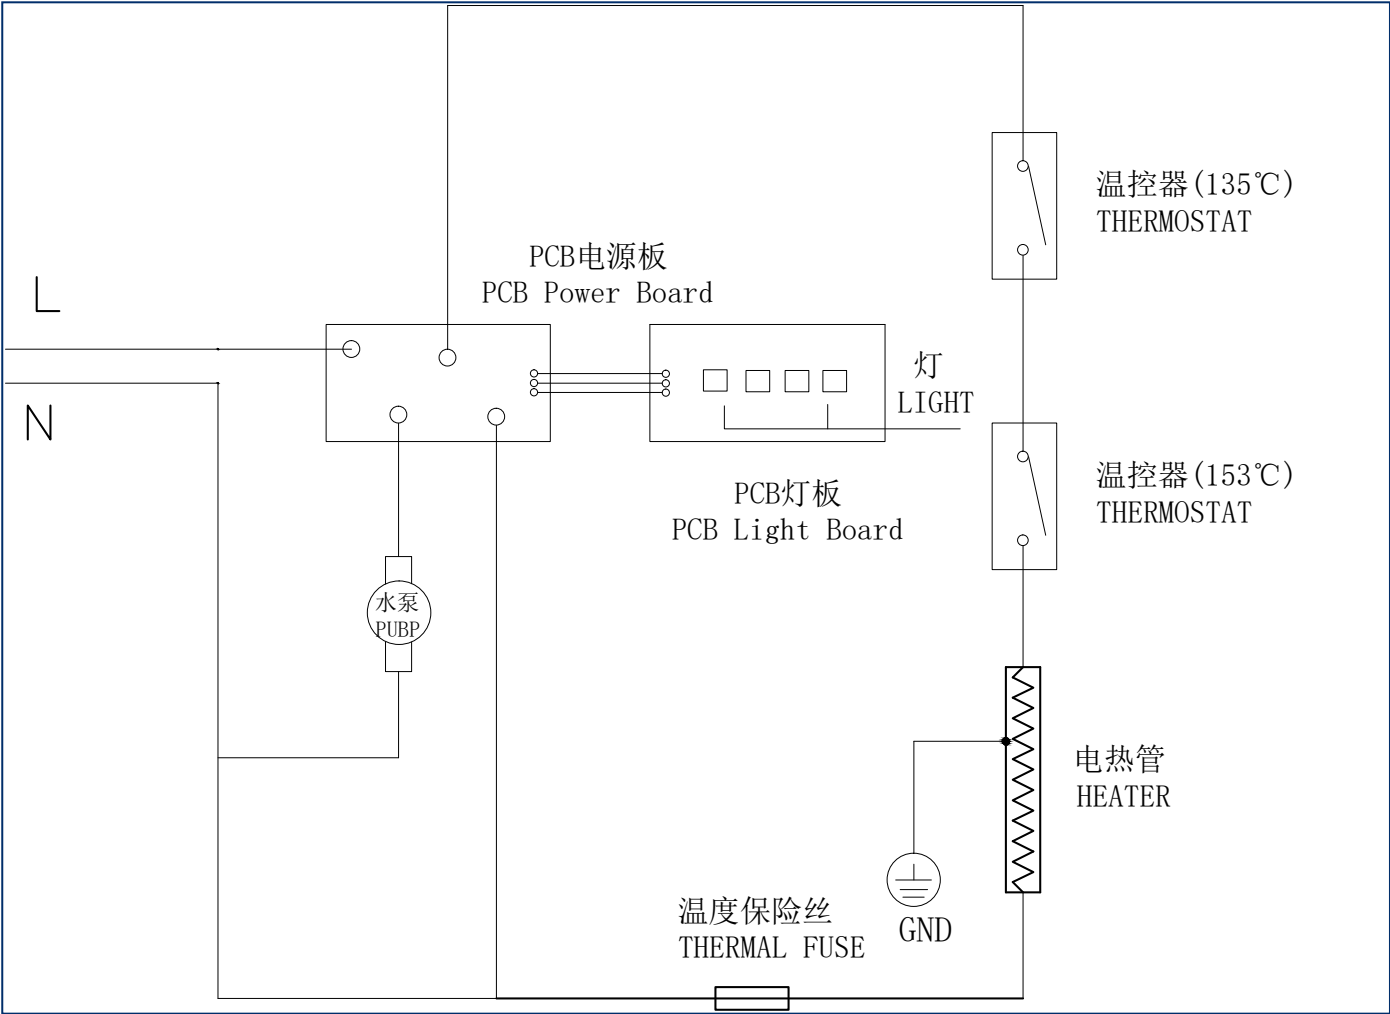 温控器(135℃)
THERMOSTAT
PCB电源板
PCB Power Board
L
灯
LIGHT
N
温控器(153℃)
THERMOSTAT
PCB灯板
PCB Light Board
水泵
PUBP
电热管
HEATER
温度保险丝
THERMAL FUSE
GND